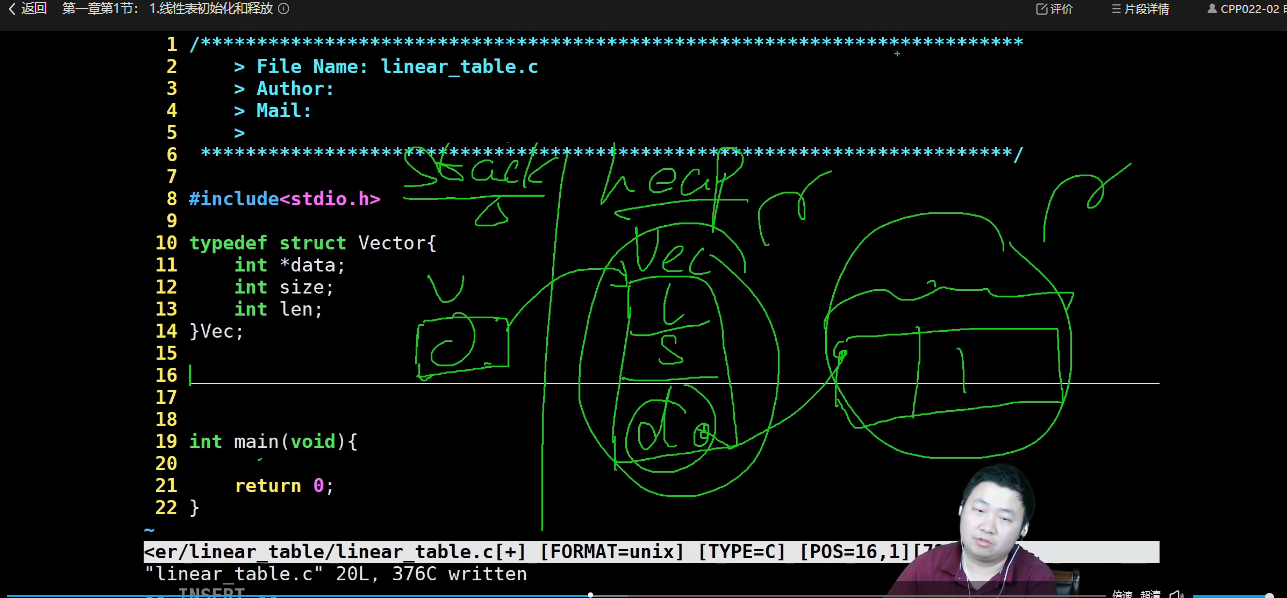 返回 第一章第1节： 1.线性表初始化和释放 评价 片段详情 CPP022-02
1 /*************************************************************************
2 > File Name: linear_table.c
3 > Author:
4 > Mail:
5 >
6 ************************************************************************/
7
8 #include<stdio.h>
9
10 typedef struct Vector{
11 int *data;
12 int size;
13 int len;
14 }Vec;
15
16
17
18
19 int main(void){
20
21 return 0;
22 }
~
stack heap
Vec
V
l
s
da
<er/linear_table/linear_table.c[+] [FORMAT=unix] [TYPE=C] [POS=16,1]
"linear_table.c" 20L, 376C written
-- INSERT --
倍速 超清